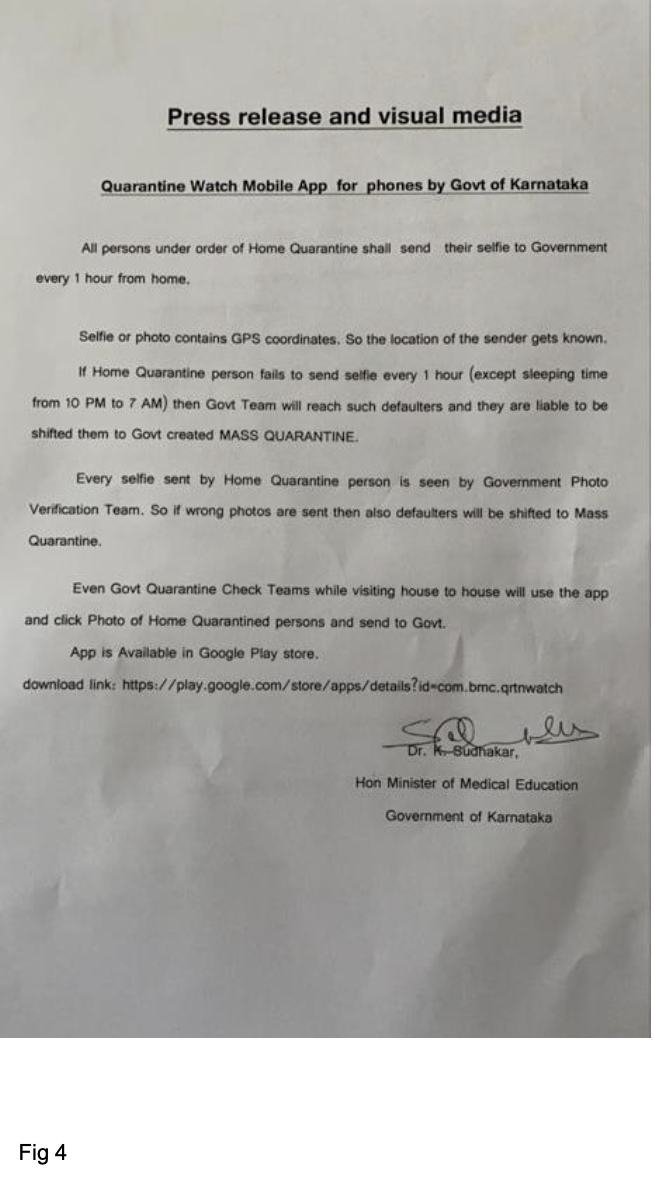 Press release and visual media
Quarantine Watch Mobile App for phones by Govt of Karnataka
All persons under order of Home Quarantine shall send their selfie to Government
every 1 hour from home.
Selfie or photo contains GPS coordinates. So the location of the sender gets known.
If Home Quarantine person fails to send selfie every 1 hour (except sleeping time
from 10 PM to 7 AM) then Govt Team will reach such defaulters and they are liable to be
shifted them to Govt created MASS QUARANTINE.
Every selfie sent by Home Quarantine person is seen by Government Photo
Verification Team. So if wrong photos are sent then also defaulters will be shifted to Mass
Quarantine.
Even Govt Quarantine Check Teams while visiting house to house will use the app
and click Photo of Home Quarantined persons and send to Govt.
App is Available in Google Play store.
download link: https://play.google.com/store/apps/details?id=com.bmc.qrtnwatch
Dr. K. Sudhakar,
Hon Minister of Medical Education
Government of Karnataka
Fig 4